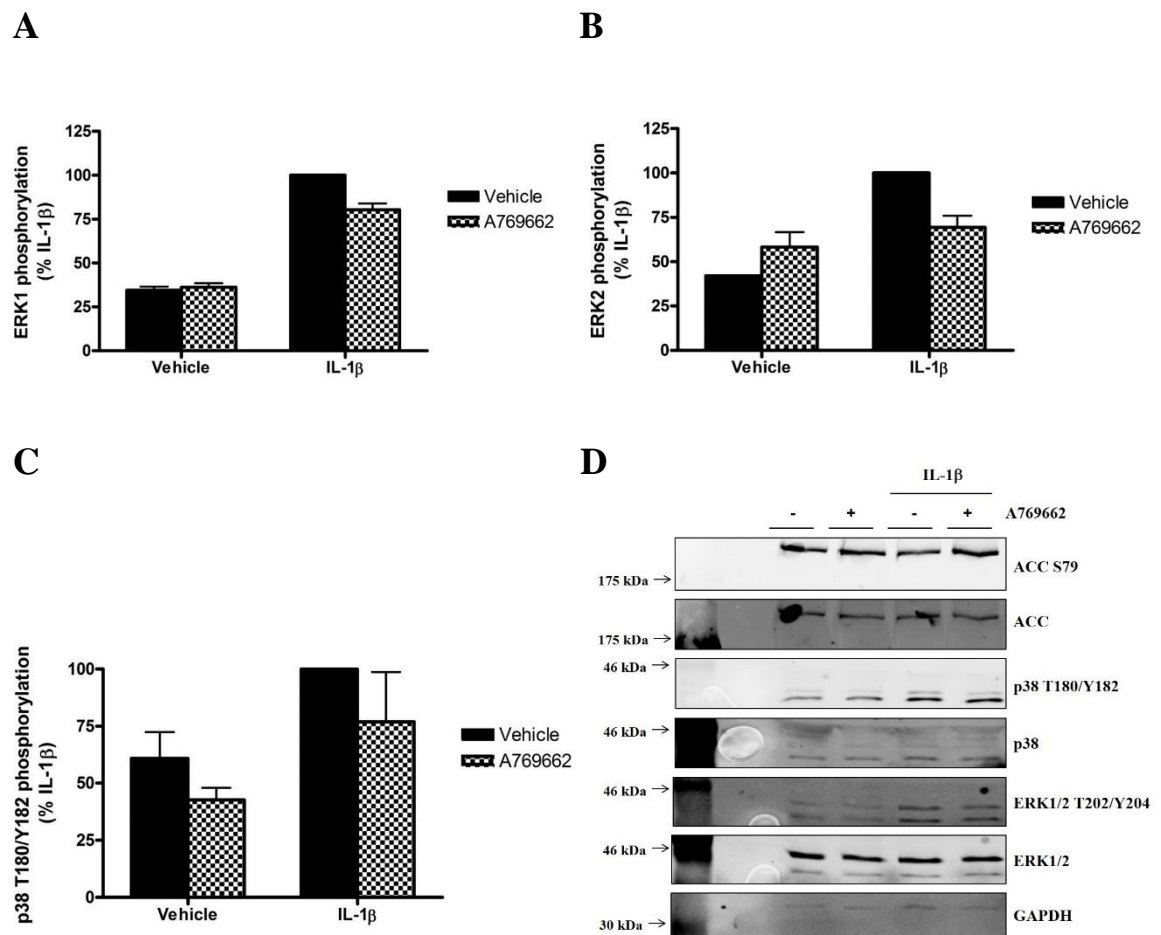 A
ERK1 phosphorylation
(% IL-1β)
125
100
75
50
25
0
Vehicle
IL-1β
Vehicle
A769662
B
ERK2 phosphorylation
(% IL-1β)
125
100
75
50
25
0
Vehicle
IL-1β
Vehicle
A769662
C
p38 T180/Y182 phosphorylation
(% IL-1β)
100
75
50
25
0
Vehicle
IL-1β
Vehicle
A769662
D
IL-1β
- + - + A769662
175 kDa → ACC S79
175 kDa → ACC
46 kDa → p38 T180/Y182
46 kDa → p38
46 kDa → ERK1/2 T202/Y204
46 kDa → ERK1/2
30 kDa → GAPDH